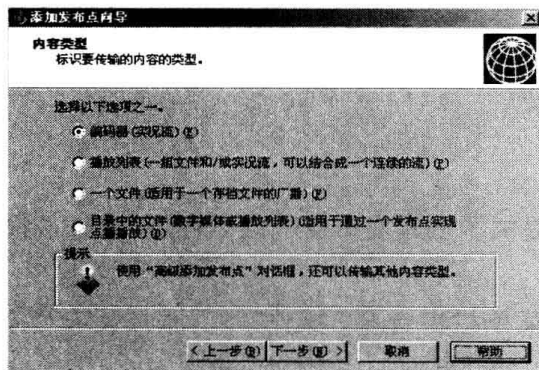 添加发布点向导
内容类型
标识要传输的内容的类型。
选择以下选项之一。
编码器(实况流)(E)
播放列表(一组文件和/或实况流，可以结合成一个连续的流)(P)
一个文件(适用于一个存档文件的广播)(F)
目录中的文件(数字媒体或播放列表)(适用于通过一个发布点实现
点播播放)(D)
提示
使用“高级添加发布点”对话框，还可以传输其他内容类型。
<上一步(B) 下一步(N)> 取消 帮助